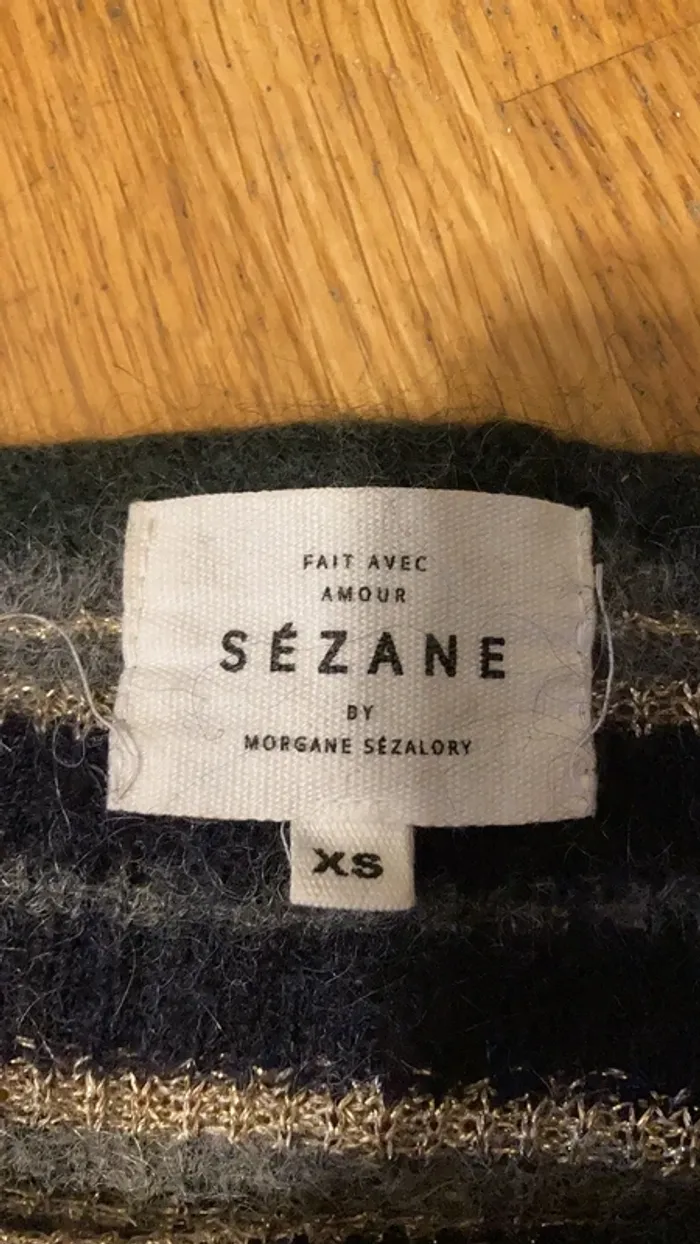 FAIT AVEC
AMOUR
SÉZANE
BY
MORGANE SÉZALORY
XS